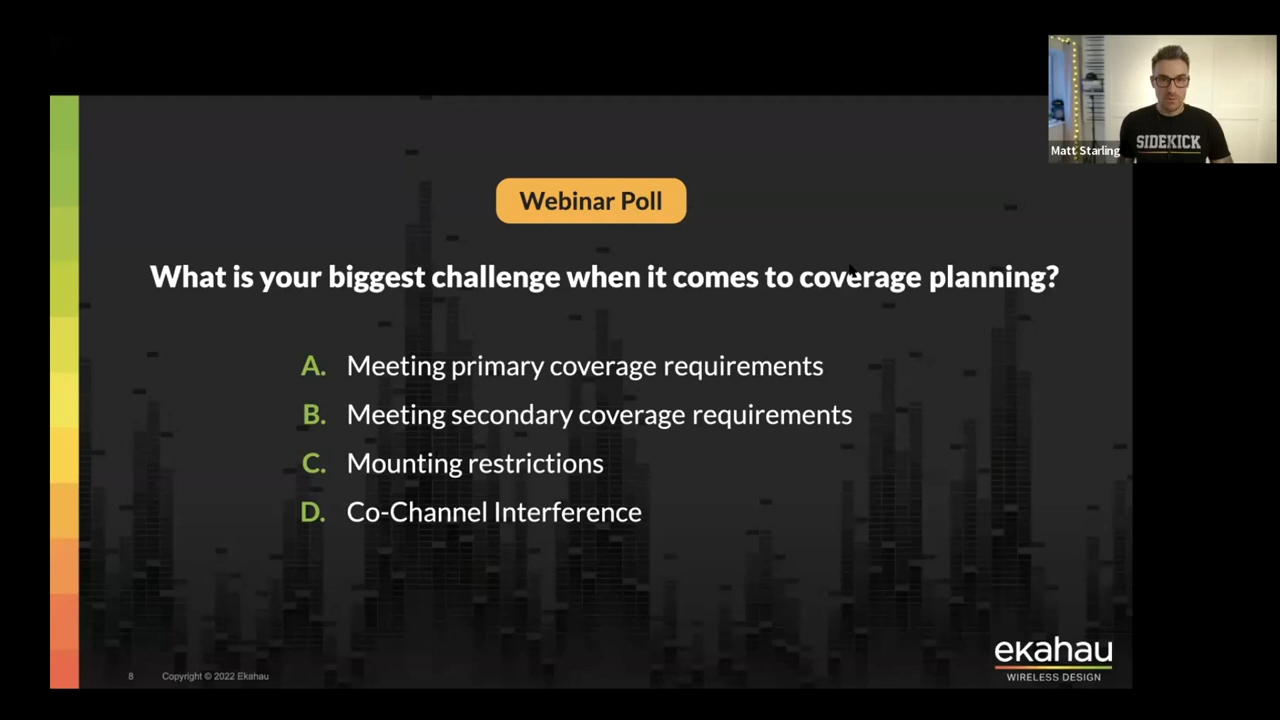 SIDEKICK
Matt Starling
Webinar Poll
What is your biggest challenge when it comes to coverage planning?
A. Meeting primary coverage requirements
B. Meeting secondary coverage requirements
C. Mounting restrictions
D. Co-Channel Interference
ekahau
WIRELESS DESIGN
8 Copyright © 2022 Ekahau